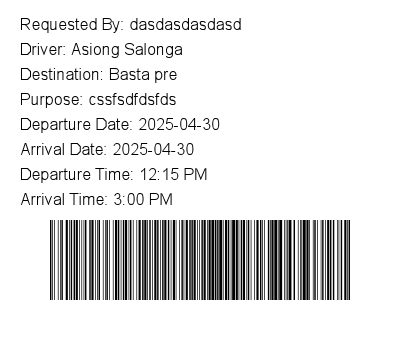 Requested By: dasdasdasdasd
Driver: Asiong Salonga
Destination: Basta pre
Purpose: cssfsdfdsfds
Departure Date: 2025-04-30
Arrival Date: 2025-04-30
Departure Time: 12:15 PM
Arrival Time: 3:00 PM